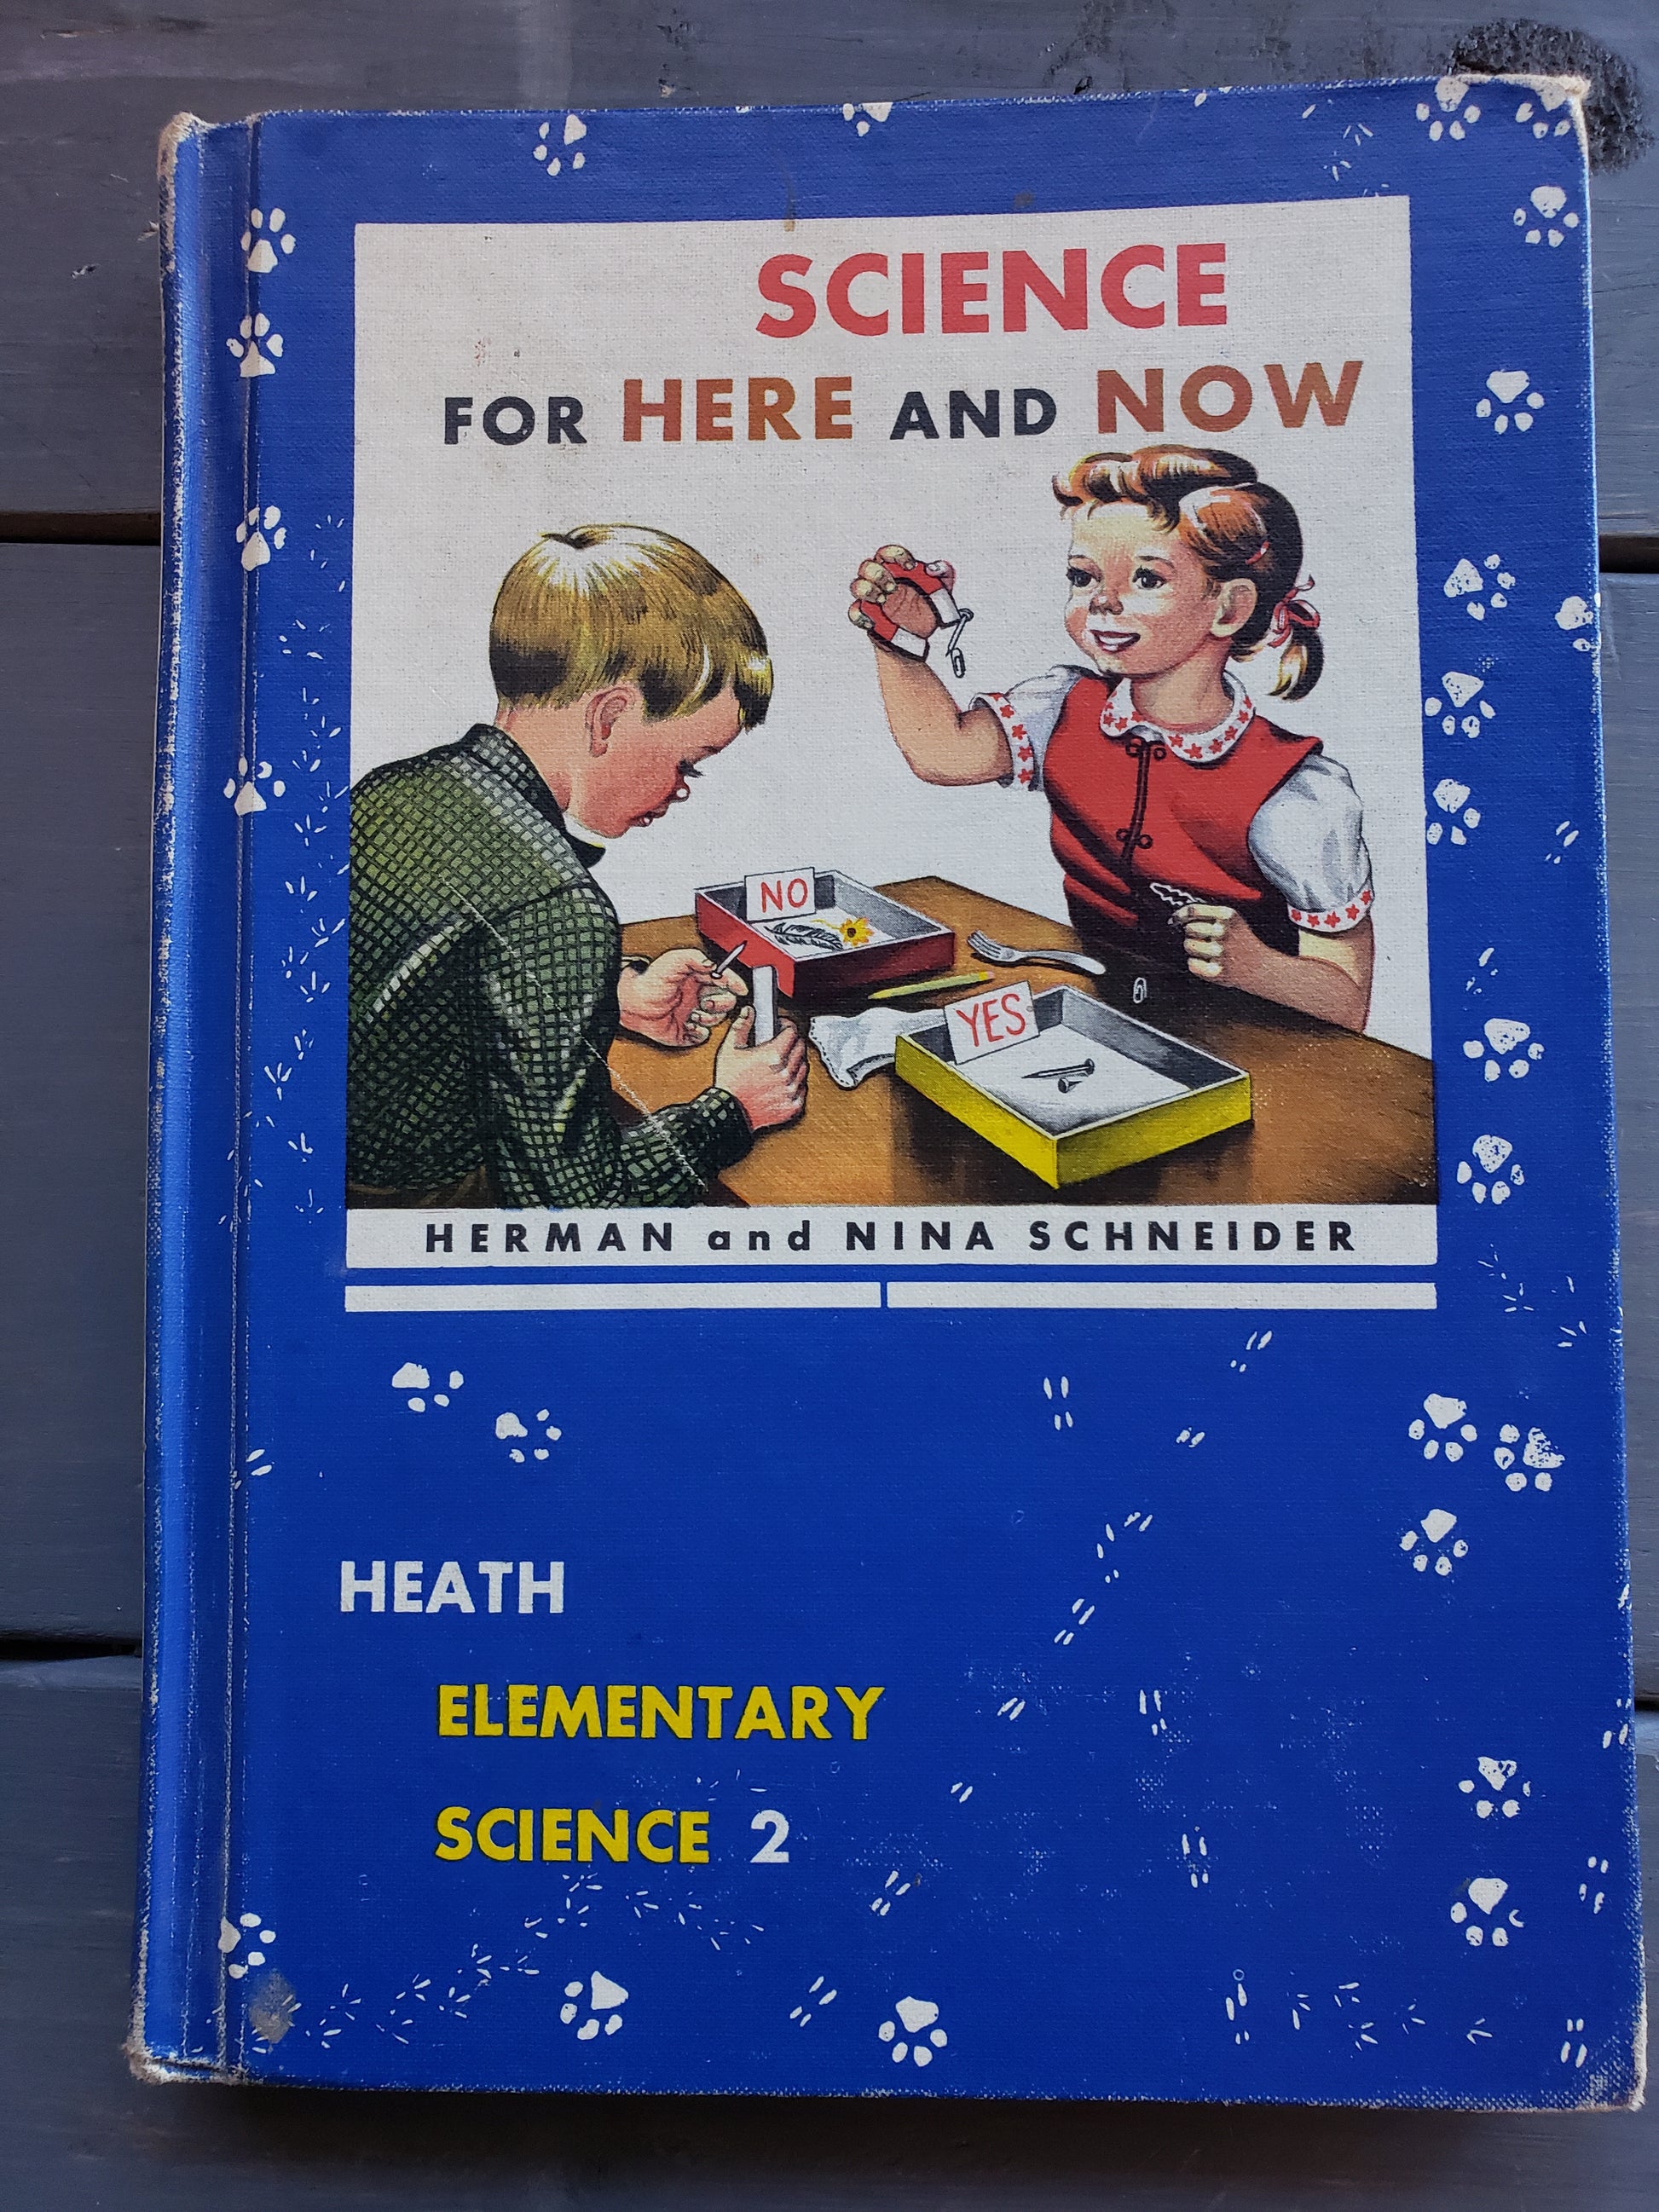 SCIENCE
FOR HERE AND NOW
NO
YES
HERMAN and NINA SCHNEIDER
HEATH
ELEMENTARY
SCIENCE 2